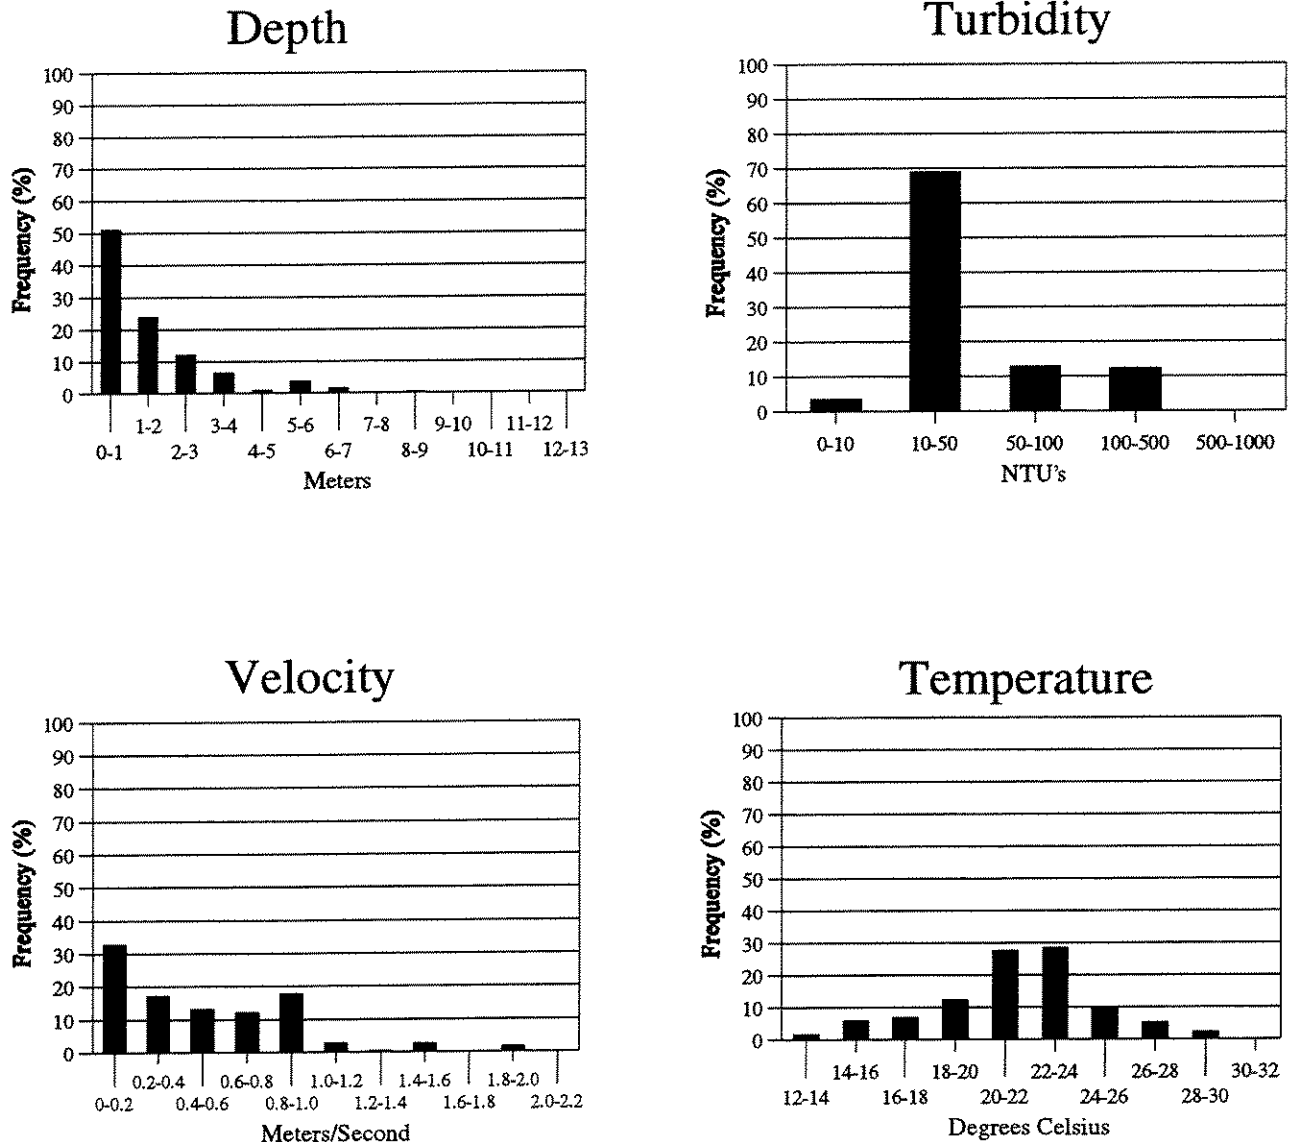 Depth
100
90
80
70
60
50
40
30
20
10
0
Frequency (%)
1-2 3-4 5-6 7-8 9-10 11-12
0-1 2-3 4-5 6-7 8-9 10-11 12-13
Meters
Turbidity
100
90
80
70
60
50
40
30
20
10
0
Frequency (%)
0-10 10-50 50-100 100-500 500-1000
NTU's
Velocity
100
90
80
70
60
50
40
30
20
10
0
Frequency (%)
0.2-0.4 0.6-0.8 1.0-1.2 1.4-1.6 1.8-2.0
0-0.2 0.4-0.6 0.8-1.0 1.2-1.4 1.6-1.8 2.0-2.2
Meters/Second
Temperature
100
90
80
70
60
50
40
30
20
10
0
Frequency (%)
14-16 18-20 22-24 26-28 30-32
12-14 16-18 20-22 24-26 28-30
Degrees Celsius